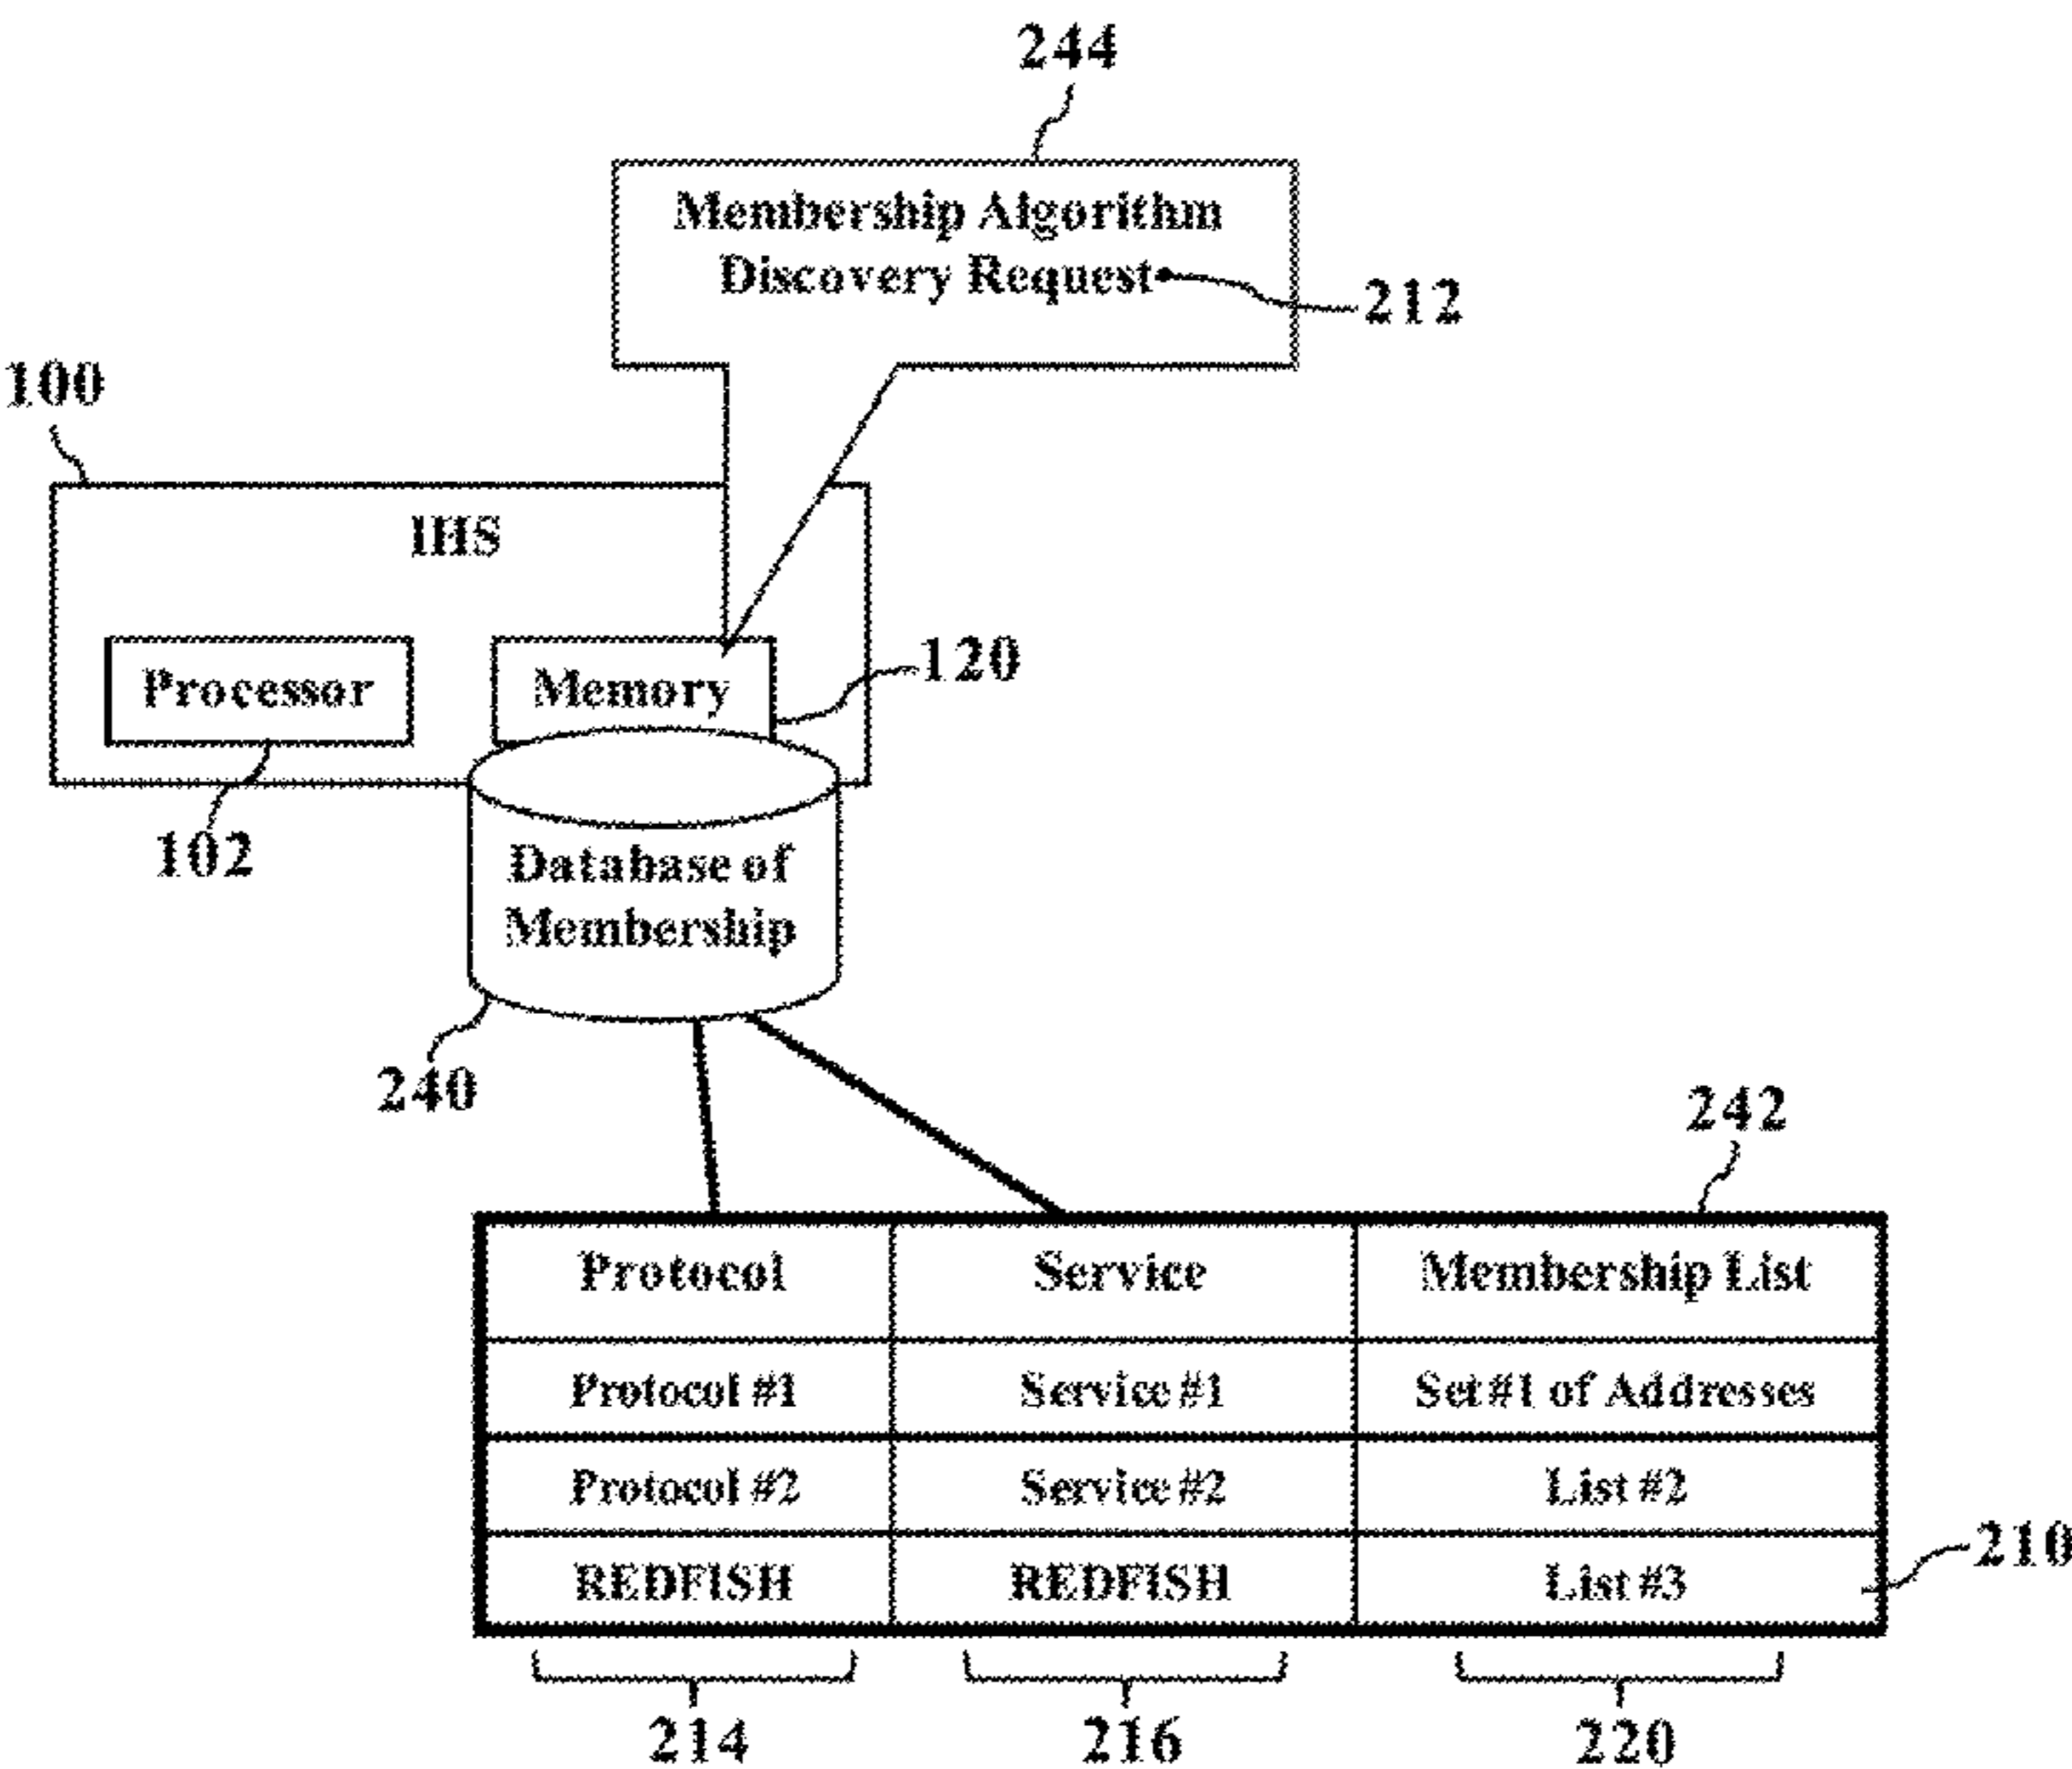 244
Membership Algorithm
Discovery Request
212
100
IHS
Processor
Memory
120
102
Database of
Membership
240
242
Protocol Service Membership List
Protocol #1 Service #1 Set #1 of Addresses
Protocol #2 Service #2 List #2
REDFISH REDFISH List #3
210
214 216 220